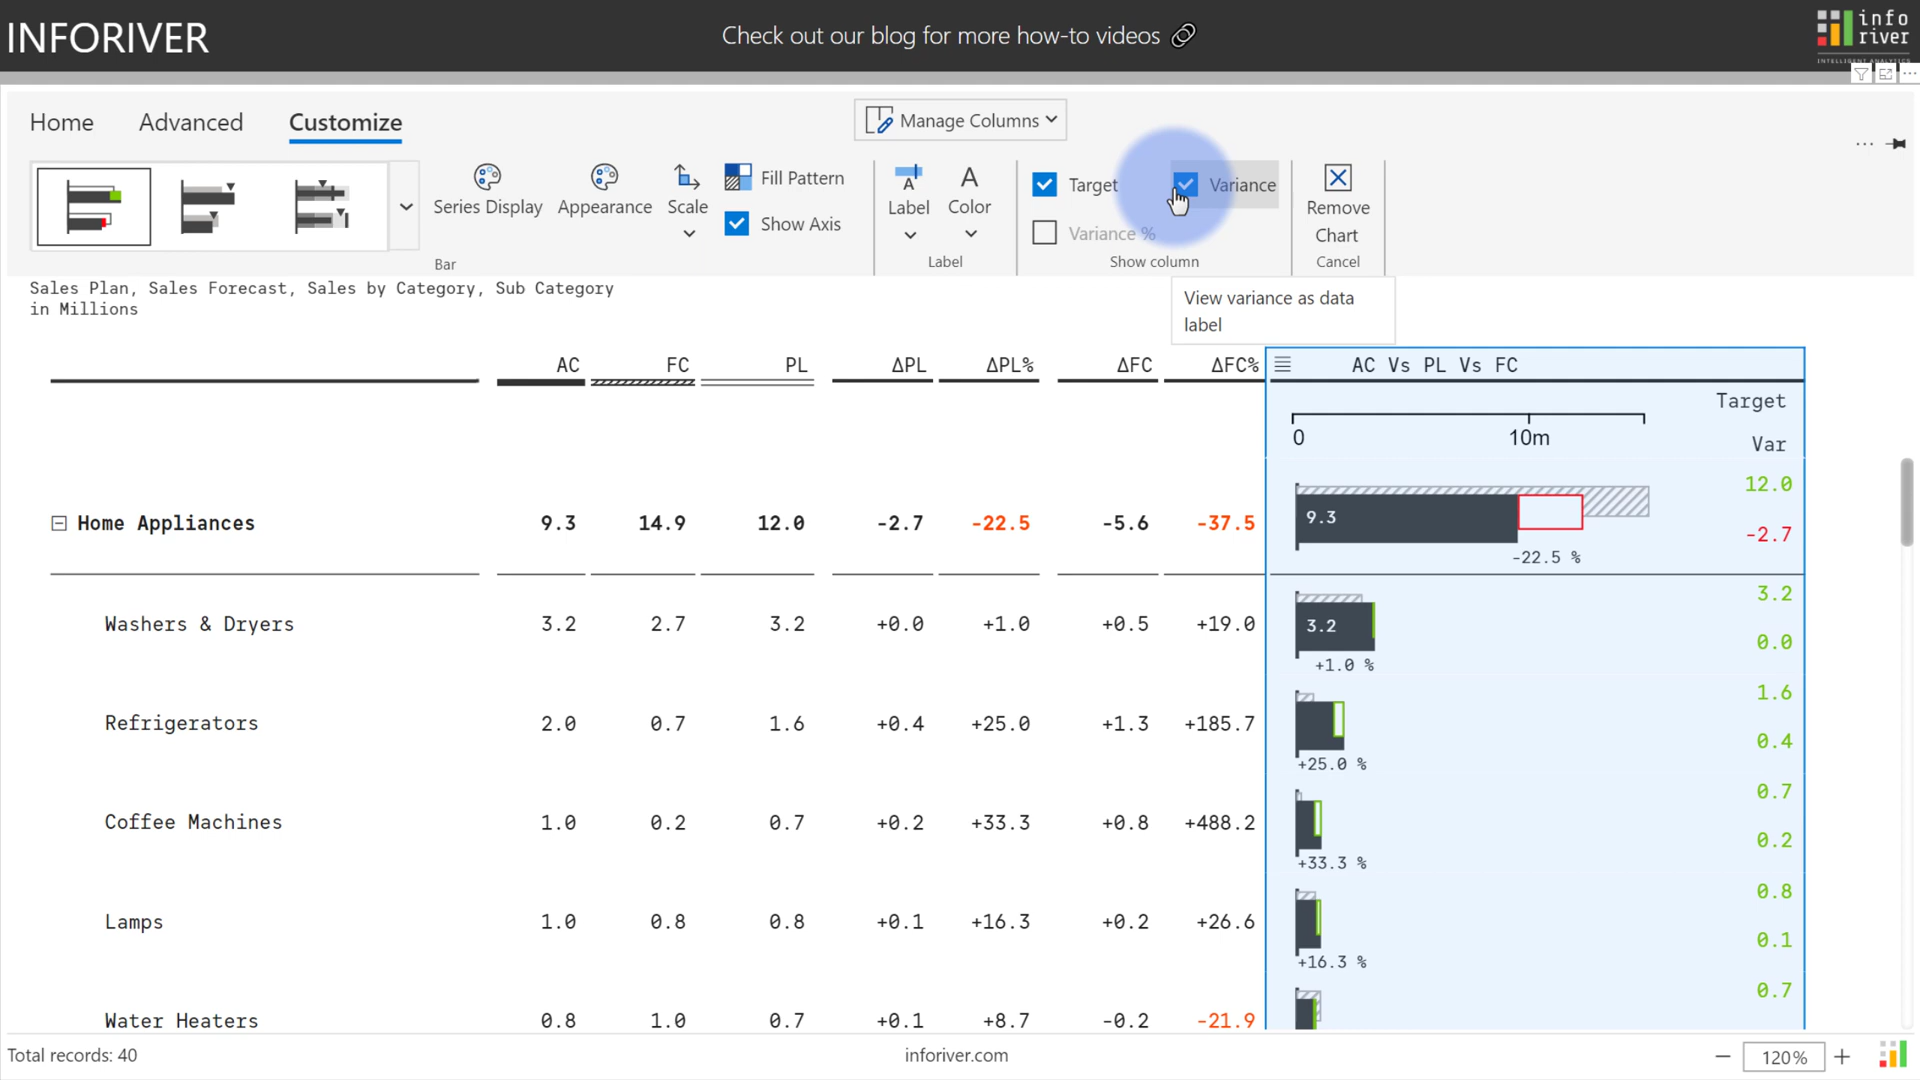 INFORIVER
Check out our blog for more how-to videos
info
river
INTELLIGENT ANALYTICS
Home Advanced Customize
Manage Columns
Series Display Appearance Scale Fill Pattern
Show Axis
Bar
Label Color
Label
Target Variance
Variance %
Show column
Remove
Chart
Cancel
View variance as data
label
Sales Plan, Sales Forecast, Sales by Category, Sub Category
in Millions
AC FC PL ΔPL ΔPL% ΔFC ΔFC% AC Vs PL Vs FC
Target
0 10m
Var
Home Appliances 9.3 14.9 12.0 -2.7 -22.5 -5.6 -37.5 9.3 12.0
-2.7
-22.5 %
Washers & Dryers 3.2 2.7 3.2 +0.0 +1.0 +0.5 +19.0 3.2 3.2
0.0
+1.0 %
Refrigerators 2.0 0.7 1.6 +0.4 +25.0 +1.3 +185.7 1.6
0.4
+25.0 %
Coffee Machines 1.0 0.2 0.7 +0.2 +33.3 +0.8 +488.2 0.7
0.2
+33.3 %
Lamps 1.0 0.8 0.8 +0.1 +16.3 +0.2 +26.6 0.8
0.1
+16.3 %
Water Heaters 0.8 1.0 0.7 +0.1 +8.7 -0.2 -21.9 0.7
Total records: 40
inforiver.com
120%